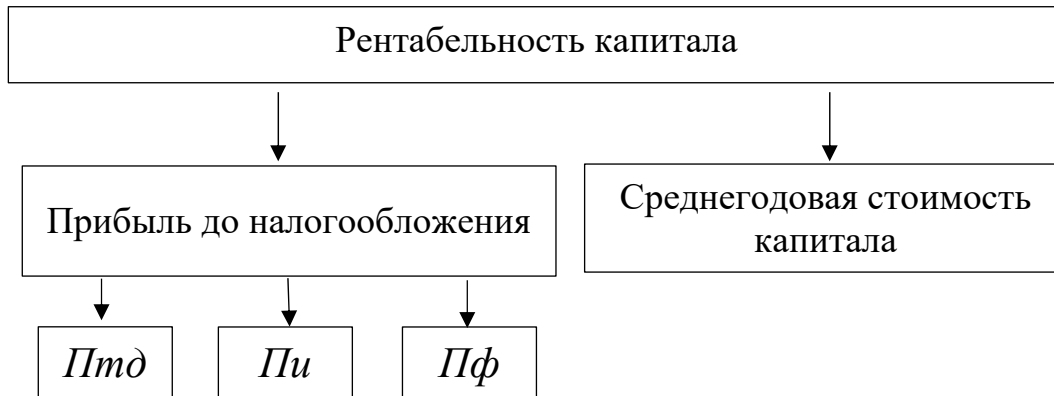 Рентабельность капитала
Прибыль до налогообложения
Среднегодовая стоимость
капитала
Птд
Пи
Пф